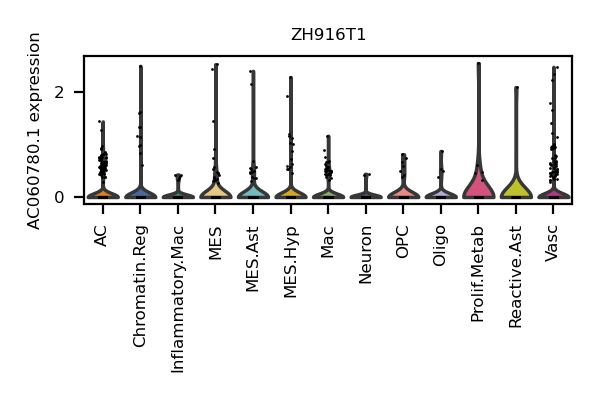 ZH916T1
AC060780.1 expression
2
0
AC
Chromatin.Reg
Inflammatory.Mac
MES
MES.Ast
MES.Hyp
Mac
Neuron
OPC
Oligo
Prolif.Metab
Reactive.Ast
Vasc